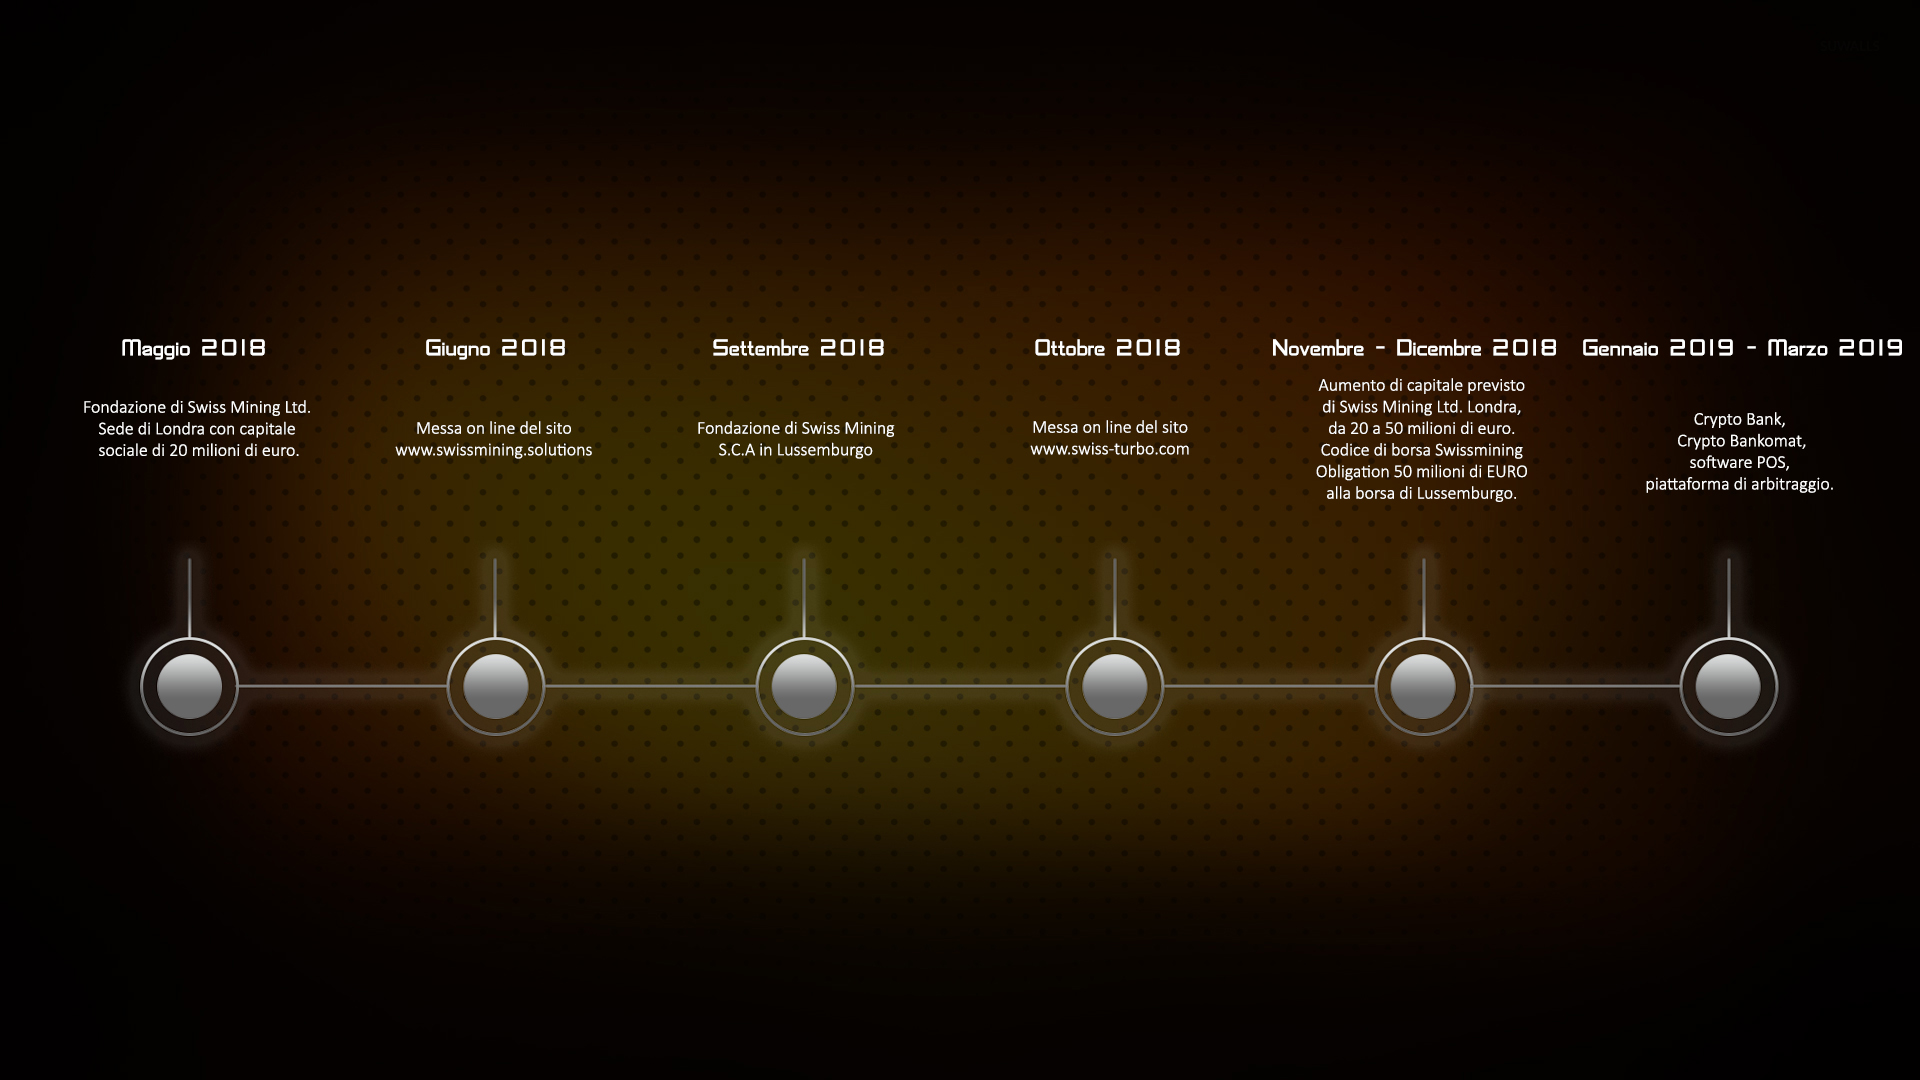 Maggio 2018
Fondazione di Swiss Mining Ltd.
Sede di Londra con capitale
sociale di 20 milioni di euro.
Giugno 2018
Messa on line del sito
www.swissmining.solutions
Settembre 2018
Fondazione di Swiss Mining
S.C.A in Lussemburgo
Ottobre 2018
Messa on line del sito
www.swiss-turbo.com
Novembre - Dicembre 2018
Aumento di capitale previsto
di Swiss Mining Ltd. Londra,
da 20 a 50 milioni di euro.
Codice di borsa Swissmining
Obligation 50 milioni di EURO
alla borsa di Lussemburgo.
Gennaio 2019 - Marzo 2019
Crypto Bank,
Crypto Bankomat,
software POS,
piattaforma di arbitraggio.